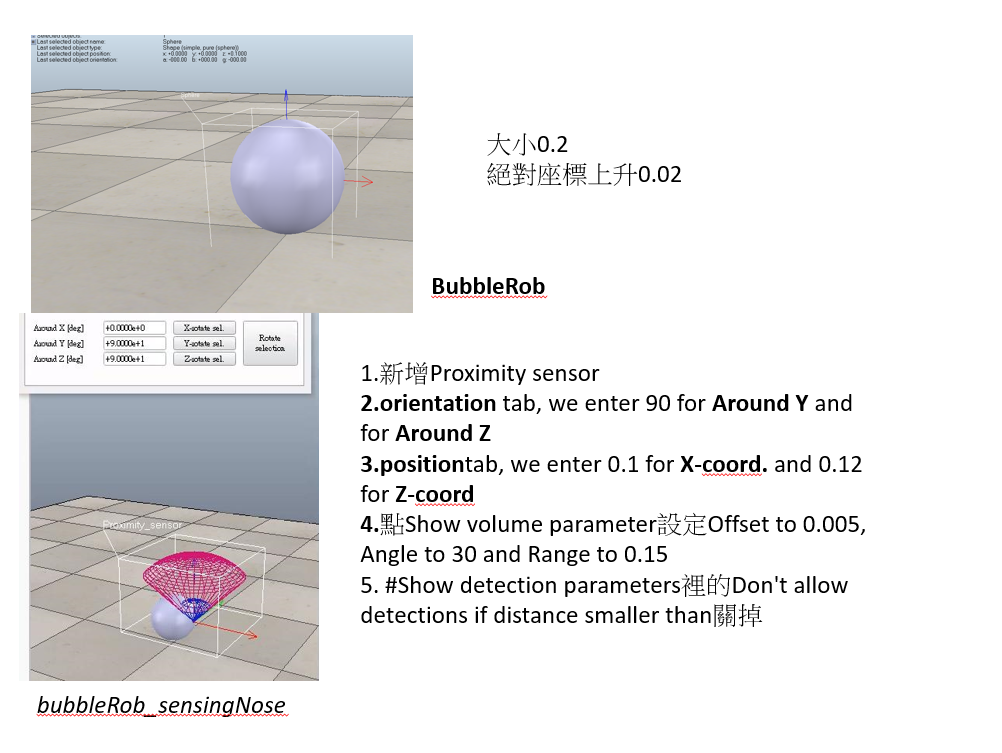 Selected objects:
Last selected object name: Sphere
Last selected object type: Shape (simple, pure (sphere))
Last selected object position: x: +0.0000 y: +0.0000 z: +0.1000
Last selected object orientation: a: -000.00 b: +000.00 g: -000.00
大小0.2
絕對座標上升0.02
BubbleRob
Around X [deg] +0.0000e+0 X-rotate sel.
Around Y [deg] +9.0000e+1 Y-rotate sel.
Around Z [deg] +9.0000e+1 Z-rotate sel.
Rotate
selection
1.新增Proximity sensor
2.orientation tab, we enter 90 for Around Y and
for Around Z
3.positiontab, we enter 0.1 for X-coord. and 0.12
for Z-coord
4.點Show volume parameter設定Offset to 0.005,
Angle to 30 and Range to 0.15
5. #Show detection parameters裡的Don't allow
detections if distance smaller than關掉
Proximity_sensor
bubbleRob_sensingNose